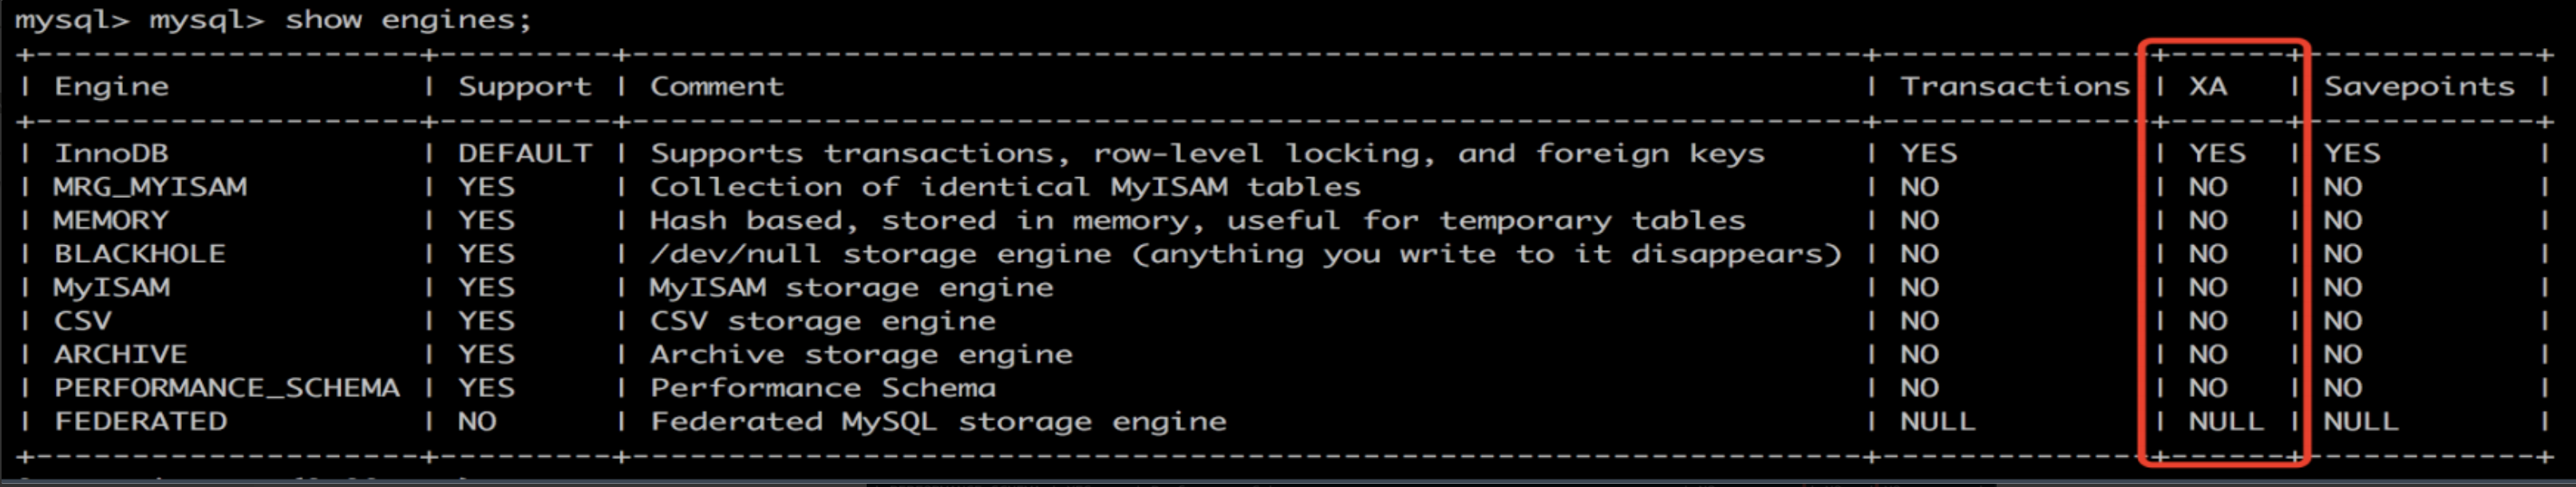 mysql> mysql> show engines;
+--------------------+---------+----------------------------------------------------------------+--------------+------+------------+
| Engine             | Support | Comment                                                        | Transactions | XA   | Savepoints |
+--------------------+---------+----------------------------------------------------------------+--------------+------+------------+
| InnoDB             | DEFAULT | Supports transactions, row-level locking, and foreign keys     | YES          | YES  | YES        |
| MRG_MYISAM         | YES     | Collection of identical MyISAM tables                          | NO           | NO   | NO         |
| MEMORY             | YES     | Hash based, stored in memory, useful for temporary tables      | NO           | NO   | NO         |
| BLACKHOLE          | YES     | /dev/null storage engine (anything you write to it disappears) | NO           | NO   | NO         |
| MyISAM             | YES     | MyISAM storage engine                                          | NO           | NO   | NO         |
| CSV                | YES     | CSV storage engine                                             | NO           | NO   | NO         |
| ARCHIVE            | YES     | Archive storage engine                                         | NO           | NO   | NO         |
| PERFORMANCE_SCHEMA | YES     | Performance Schema                                             | NO           | NO   | NO         |
| FEDERATED          | NO      | Federated MySQL storage engine                                 | NULL         | NULL | NULL       |
+--------------------+---------+----------------------------------------------------------------+--------------+------+------------+